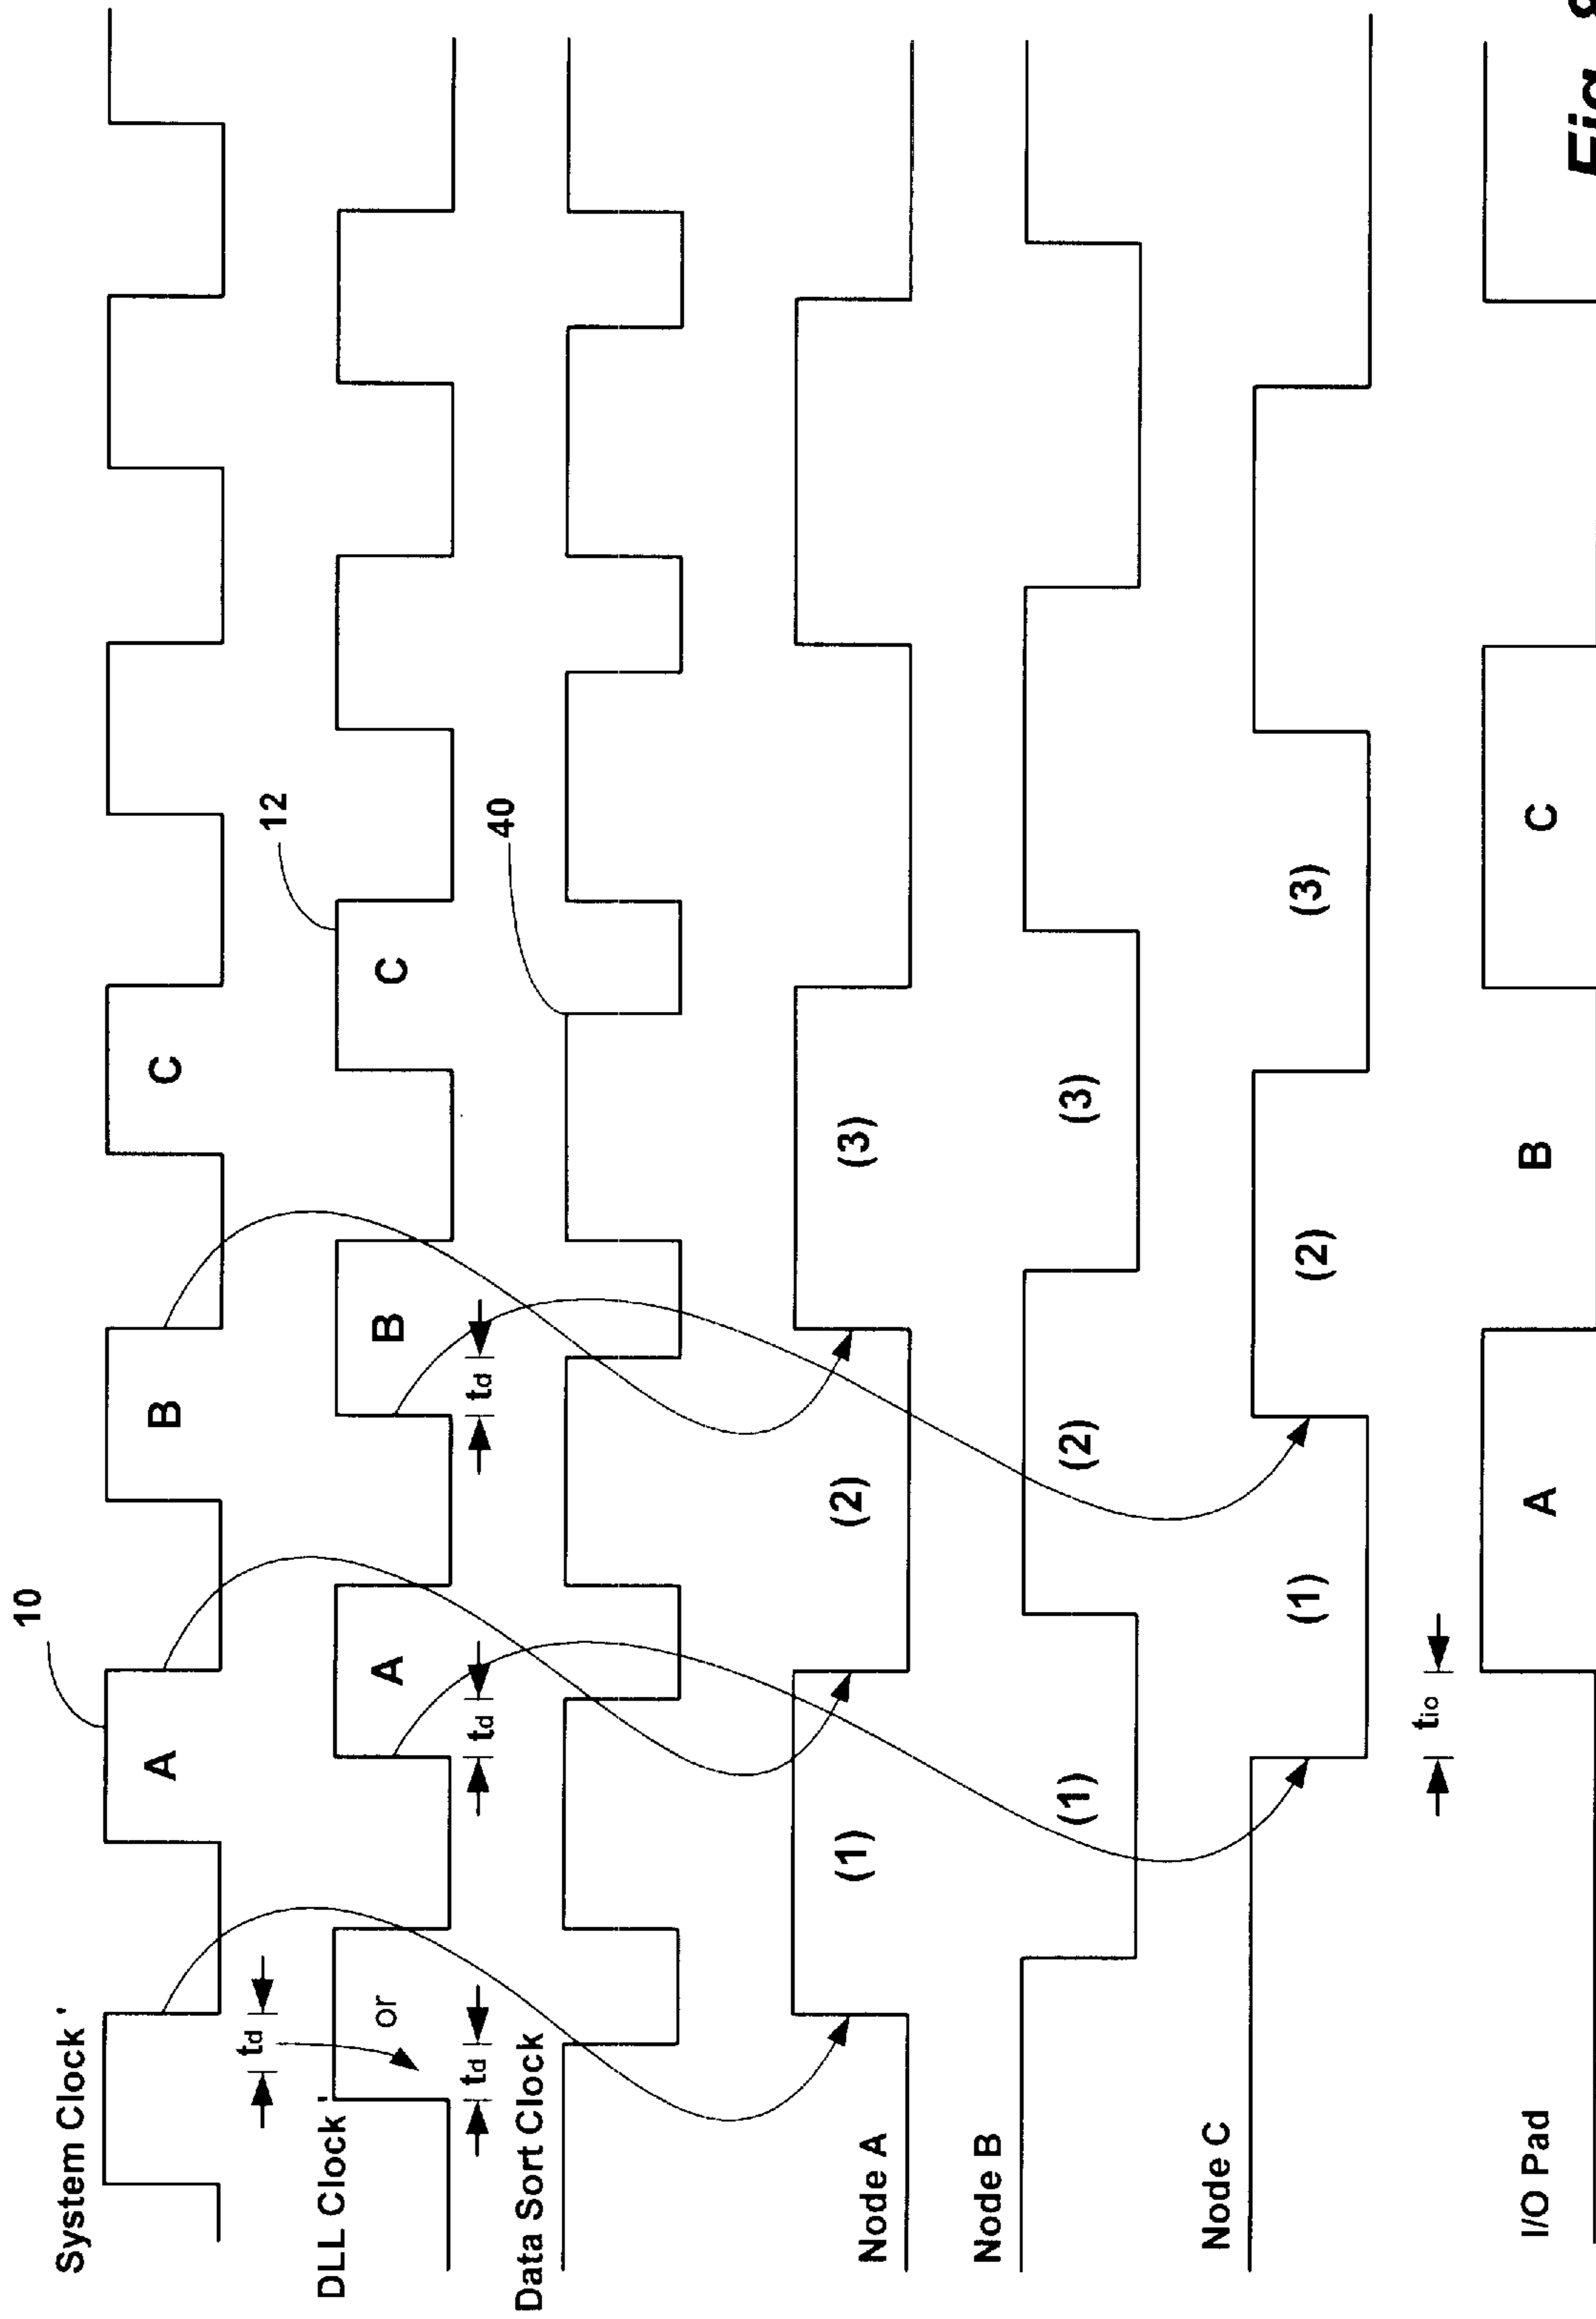 10
System Clock '
A
B
C
td
12
DLL Clock '
or
A
B
C
td
td
td
40
Data Sort Clock
Node A
(1)
(2)
(3)
Node B
(1)
(2)
(3)
Node C
(1)
(2)
(3)
tio
I/O Pad
A
B
C